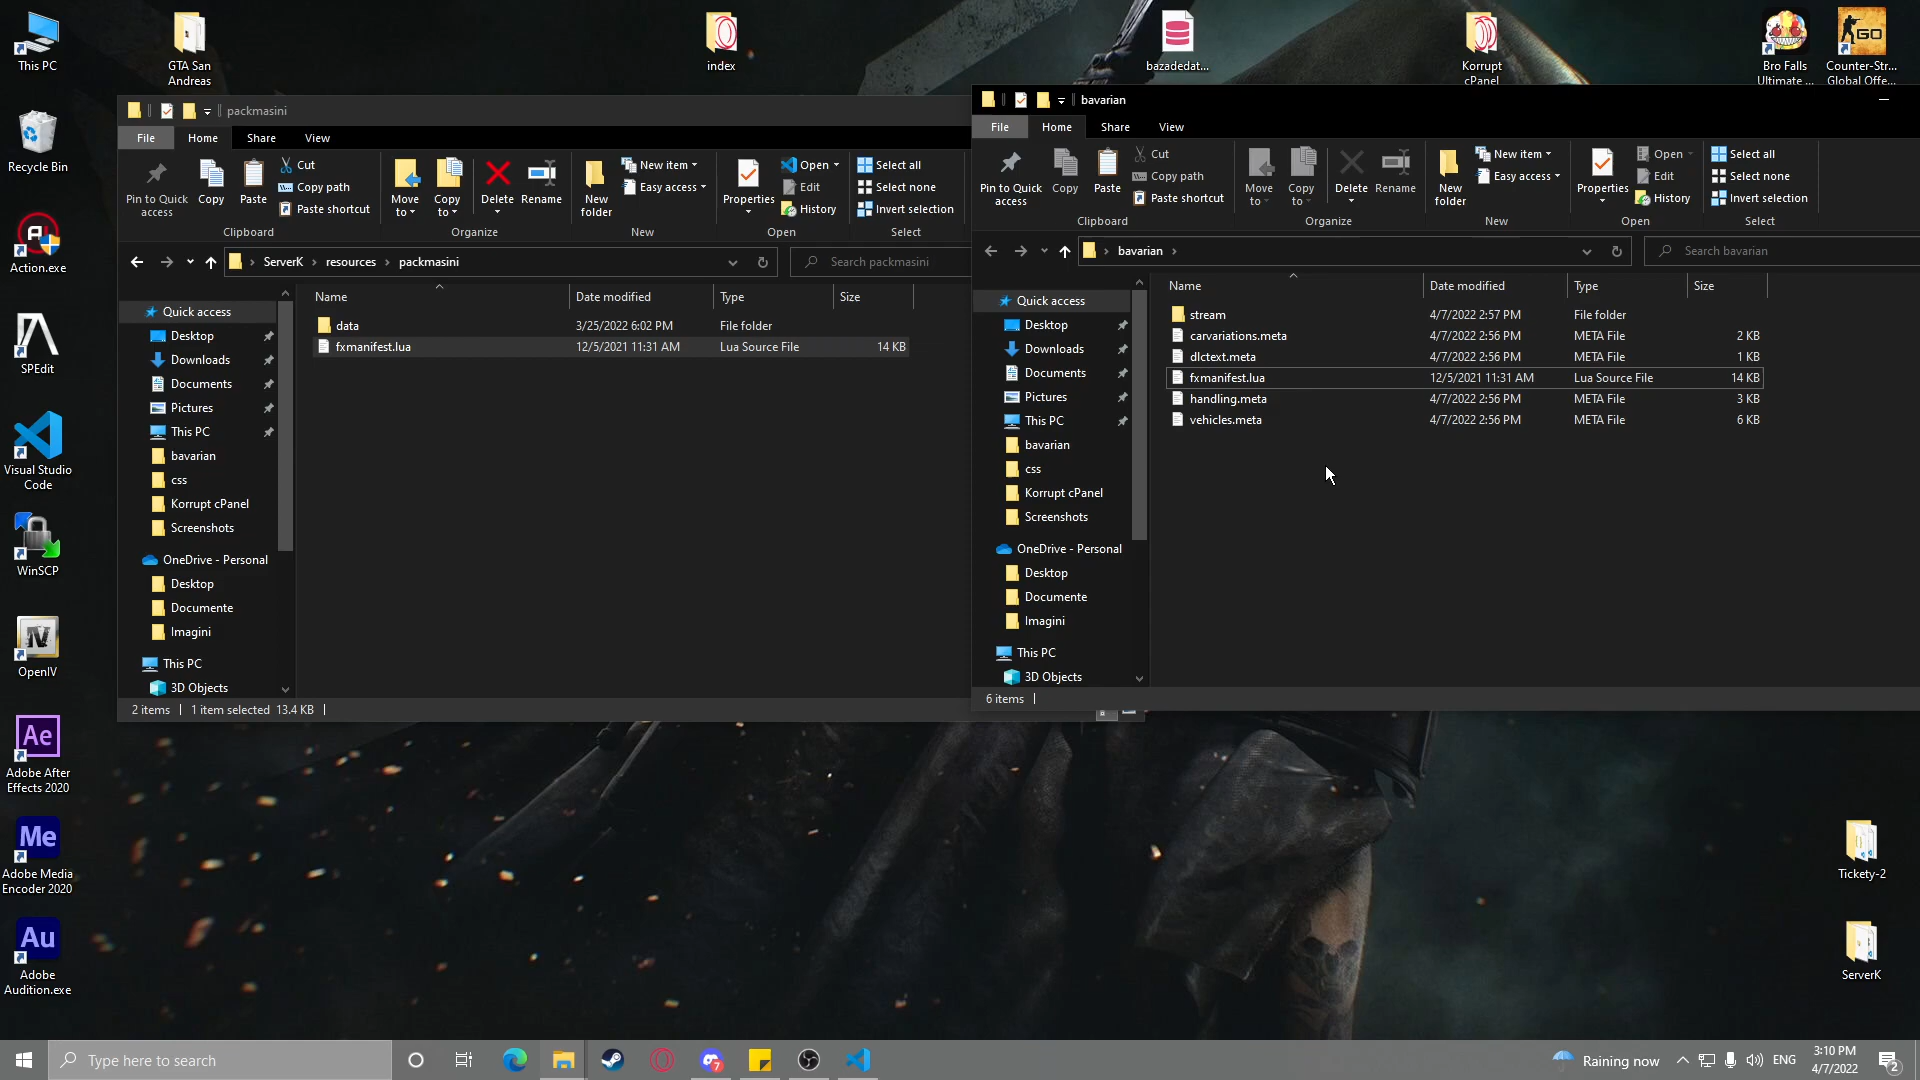 This PC
GTA San
Andreas
index
bazadedat...
Korrupt
cPanel
Bro Falls
Ultimate ...
Counter-Str...
Global Offe...
Recycle Bin
Action.exe
SPEdit
Visual Studio
Code
WinSCP
OpenIV
Ae
Adobe After
Effects 2020
Me
Adobe Media
Encoder 2020
Au
Adobe
Audition.exe
Tickety-2
ServerK
packmasini
File
Home
Share
View
Pin to Quick
access
Copy
Paste
Cut
Copy path
Paste shortcut
Clipboard
Move
to
Copy
to
Delete
Rename
Organize
New
folder
New item
Easy access
New
Properties
Open
Edit
History
Open
Select all
Select none
Invert selection
Select
ServerK > resources > packmasini
Search packmasini
Name
Date modified
Type
Size
data
3/25/2022 6:02 PM
File folder
fxmanifest.lua
12/5/2021 11:31 AM
Lua Source File
14 KB
Quick access
Desktop
Downloads
Documents
Pictures
This PC
bavarian
css
Korrupt cPanel
Screenshots
OneDrive - Personal
Desktop
Documente
Imagini
This PC
3D Objects
2 items
1 item selected 13.4 KB
bavarian
File
Home
Share
View
Pin to Quick
access
Copy
Paste
Cut
Copy path
Paste shortcut
Clipboard
Move
to
Copy
to
Delete
Rename
Organize
New
folder
New item
Easy access
New
Properties
Open
Edit
History
Open
Select all
Select none
Invert selection
Select
bavarian >
Search bavarian
Name
Date modified
Type
Size
stream
4/7/2022 2:57 PM
File folder
carvariations.meta
4/7/2022 2:56 PM
META File
2 KB
dlctext.meta
4/7/2022 2:56 PM
META File
1 KB
fxmanifest.lua
12/5/2021 11:31 AM
Lua Source File
14 KB
handling.meta
4/7/2022 2:56 PM
META File
3 KB
vehicles.meta
4/7/2022 2:56 PM
META File
6 KB
Quick access
Desktop
Downloads
Documents
Pictures
This PC
bavarian
css
Korrupt cPanel
Screenshots
OneDrive - Personal
Desktop
Documente
Imagini
This PC
3D Objects
6 items
Type here to search
7
Raining now
ENG
3:10 PM
4/7/2022
2